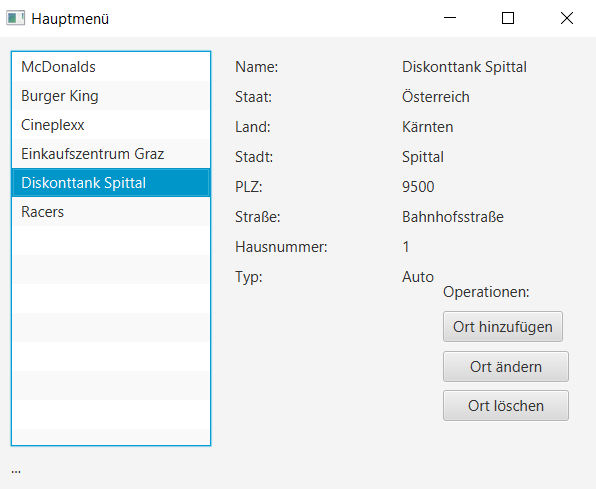 Hauptmenü
McDonalds
Burger King
Cineplexx
Einkaufszentrum Graz
Diskonttank Spittal
Racers
Name: Diskonttank Spittal
Staat: Österreich
Land: Kärnten
Stadt: Spittal
PLZ: 9500
Straße: Bahnhofsstraße
Hausnummer: 1
Typ: Auto
Operationen:
Ort hinzufügen
Ort ändern
Ort löschen
...